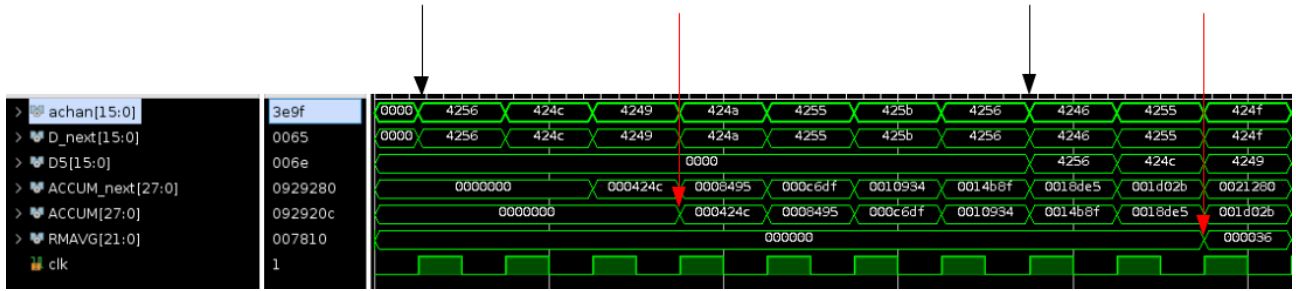 achan[15:0] 3e9f 0000 4256 424c 4249 424a 4255 425b 4256 4246 4255 424f
D_next[15:0] 0065 0000 4256 424c 4249 424a 4255 425b 4256 4246 4255 424f
D5[15:0] 006e 0000 4256 424c 4249
ACCUM_next[27:0] 0929280 0000000 000424c 0008495 000c6df 0010934 0014b8f 0018de5 001d02b 0021280
ACCUM[27:0] 092920c 0000000 000424c 0008495 000c6df 0010934 0014b8f 0018de5 001d02b
RMAVG[21:0] 007810 000000 000036
clk 1